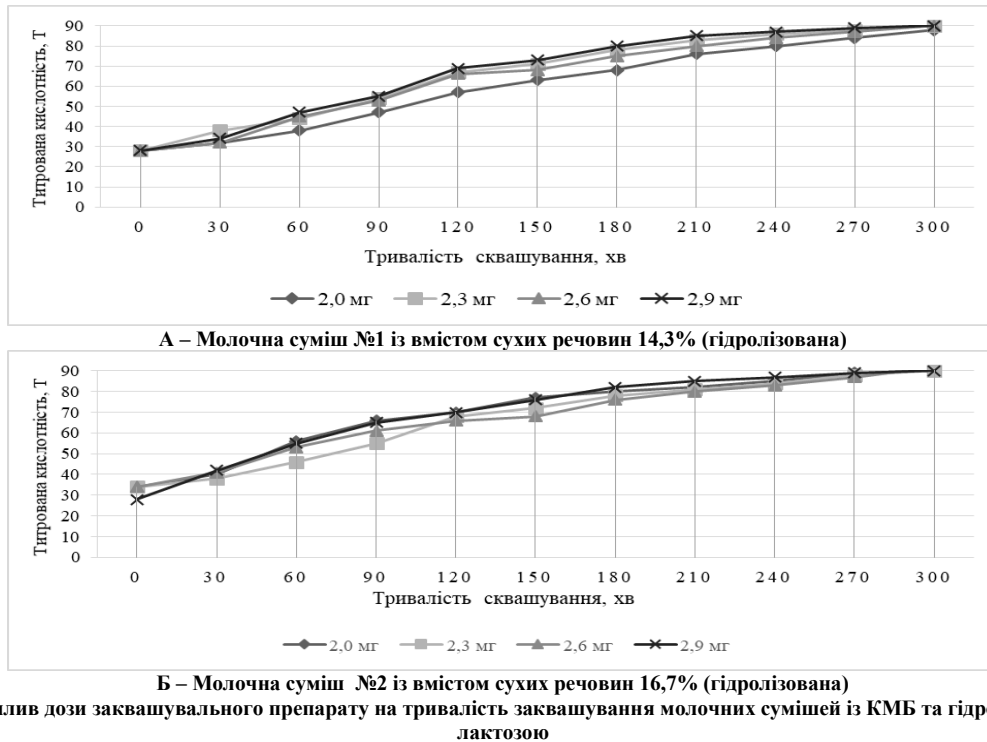 Титрована кислотність, Т
90
80
70
60
50
40
30
20
10
0
0 30 60 90 120 150 180 210 240 270 300
Тривалість сквашування, хв
2,0 мг 2,3 мг 2,6 мг 2,9 мг
А – Молочна суміш №1 із вмістом сухих речовин 14,3% (гідролізована)
Титрована кислотність, Т
90
80
70
60
50
40
30
20
10
0
0 30 60 90 120 150 180 210 240 270 300
Тривалість сквашування, хв
2,0 мг 2,3 мг 2,6 мг 2,9 мг
Б – Молочна суміш №2 із вмістом сухих речовин 16,7% (гідролізована)
дози заквашувального препарату на тривалість заквашування молочних сумішей із КМБ та
лактозою